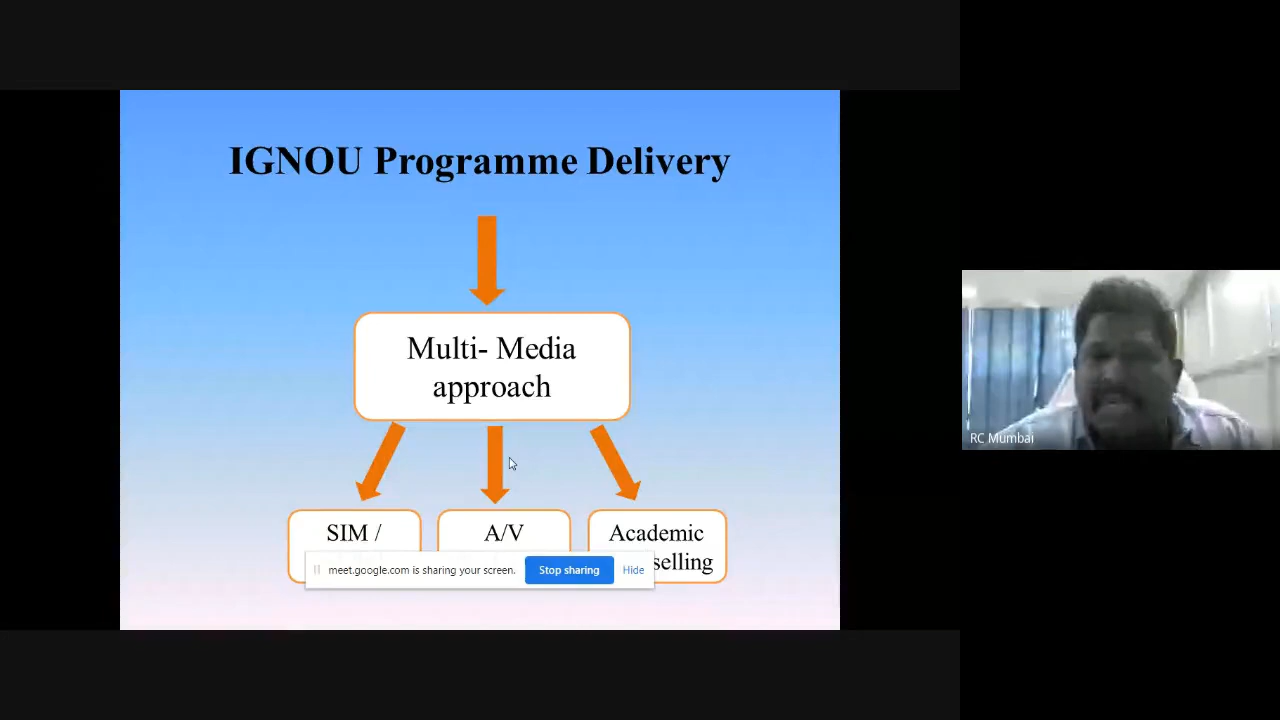 IGNOU Programme Delivery
Multi- Media
approach
SIM /
A/V
Academic
selling
meet.google.com is sharing your screen.
Stop sharing
Hide
RC Mumbai